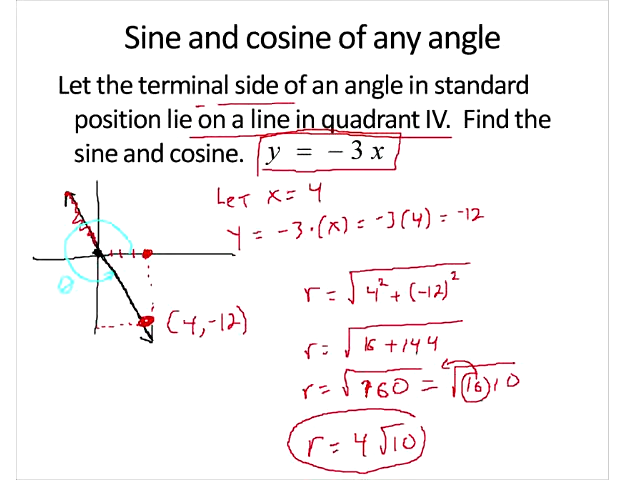 Sine and cosine of any angle
Let the terminal side of an angle in standard
position lie on a line in quadrant IV. Find the
sine and cosine. y = − 3 x
LET x = 4
y = -3·(x) = -3(4) = -12
θ
(4,-12)
r = √4² + (-12)²
r = √16 + 144
r = √160 = √(16)10
r = 4√10